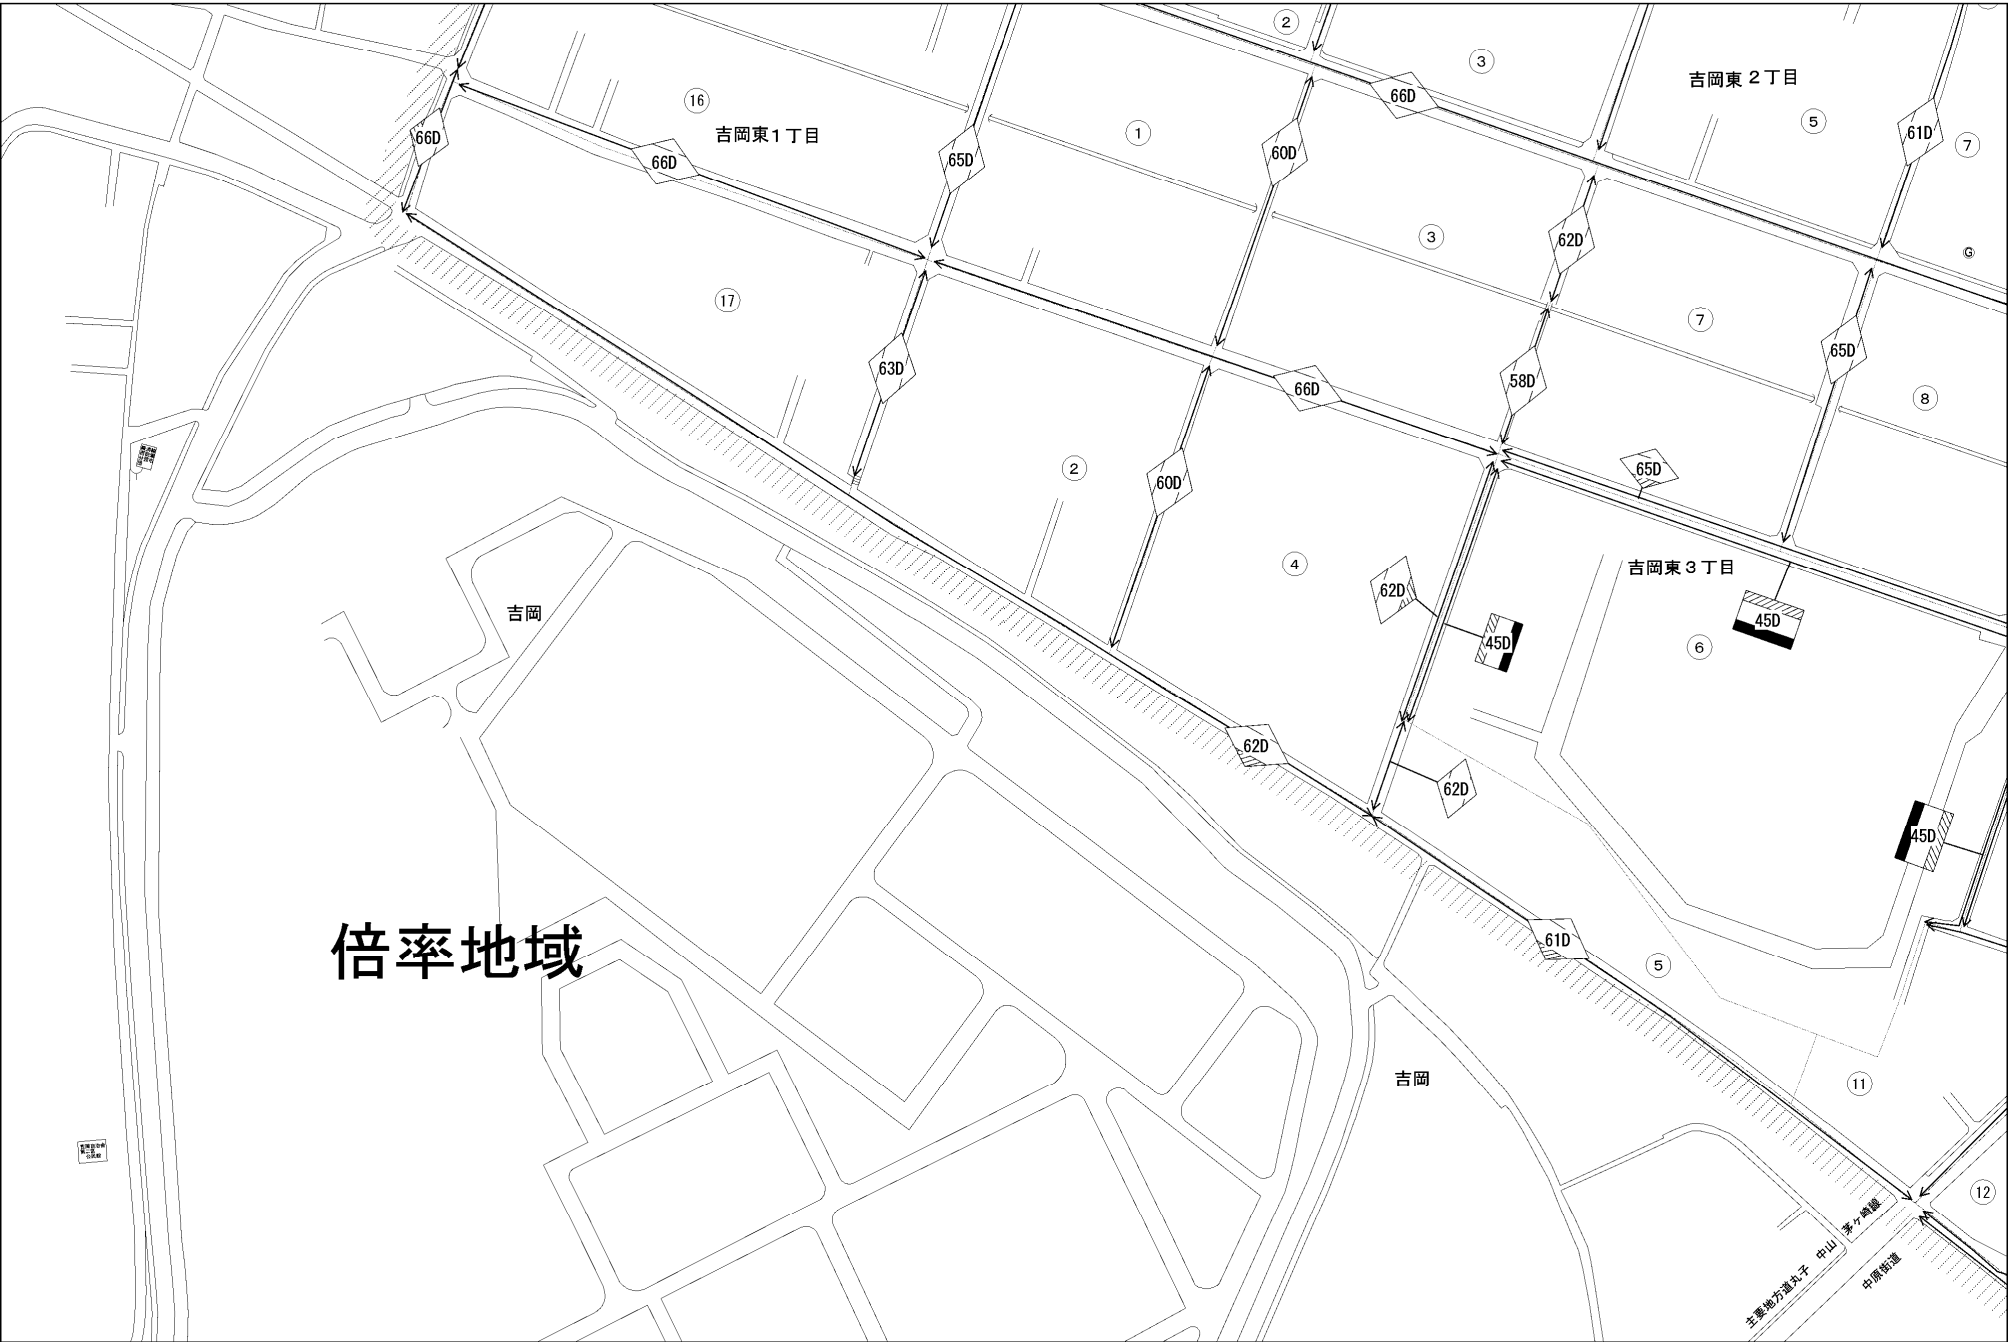 ②
③
吉岡東２丁目
⑤
⑦
66D
66D
⑯
吉岡東１丁目
66D
65D
①
60D
61D
③
62D
G
⑰
⑦
63D
66D
58D
65D
⑧
②
60D
65D
④
吉岡東３丁目
62D
45D
45D
⑥
吉岡
62D
62D
45D
倍率地域
61D
⑤
吉岡
⑪
⑫
主要地方道丸子　中山　茅ヶ崎線
中原街道